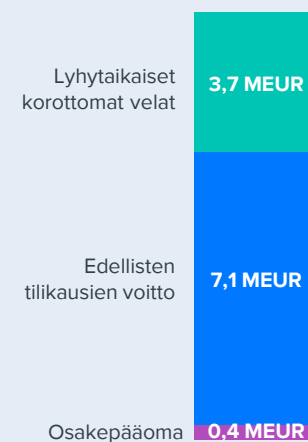 Lyhytaikaiset
korottomat velat
3,7 MEUR
Edellisten
tilikausien voitto
7,1 MEUR
Osakepääoma
0,4 MEUR